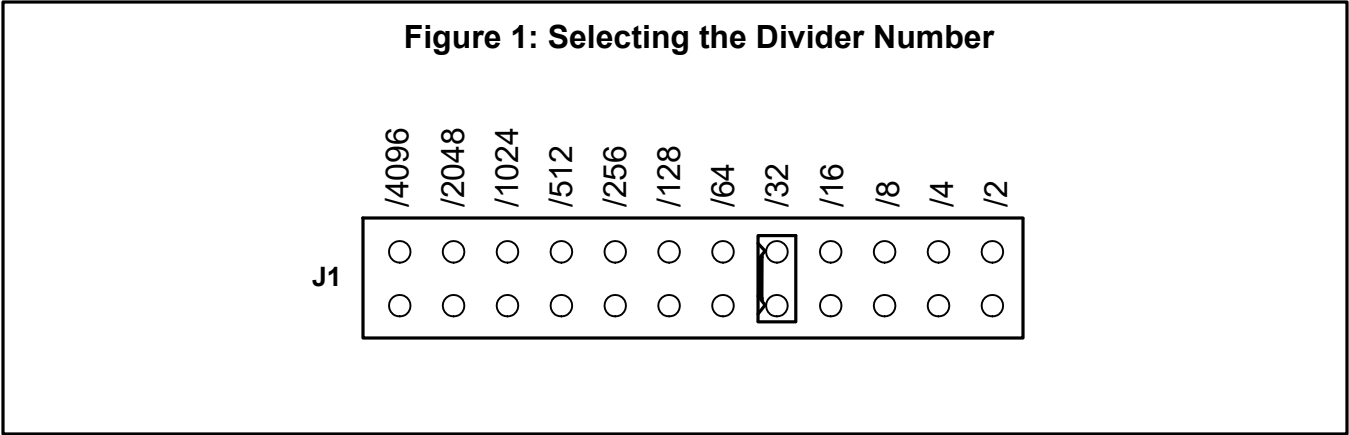 Figure 1: Selecting the Divider Number
/4096 /2048 /1024 /512 /256 /128 /64 /32 /16 /8 /4 /2
J1